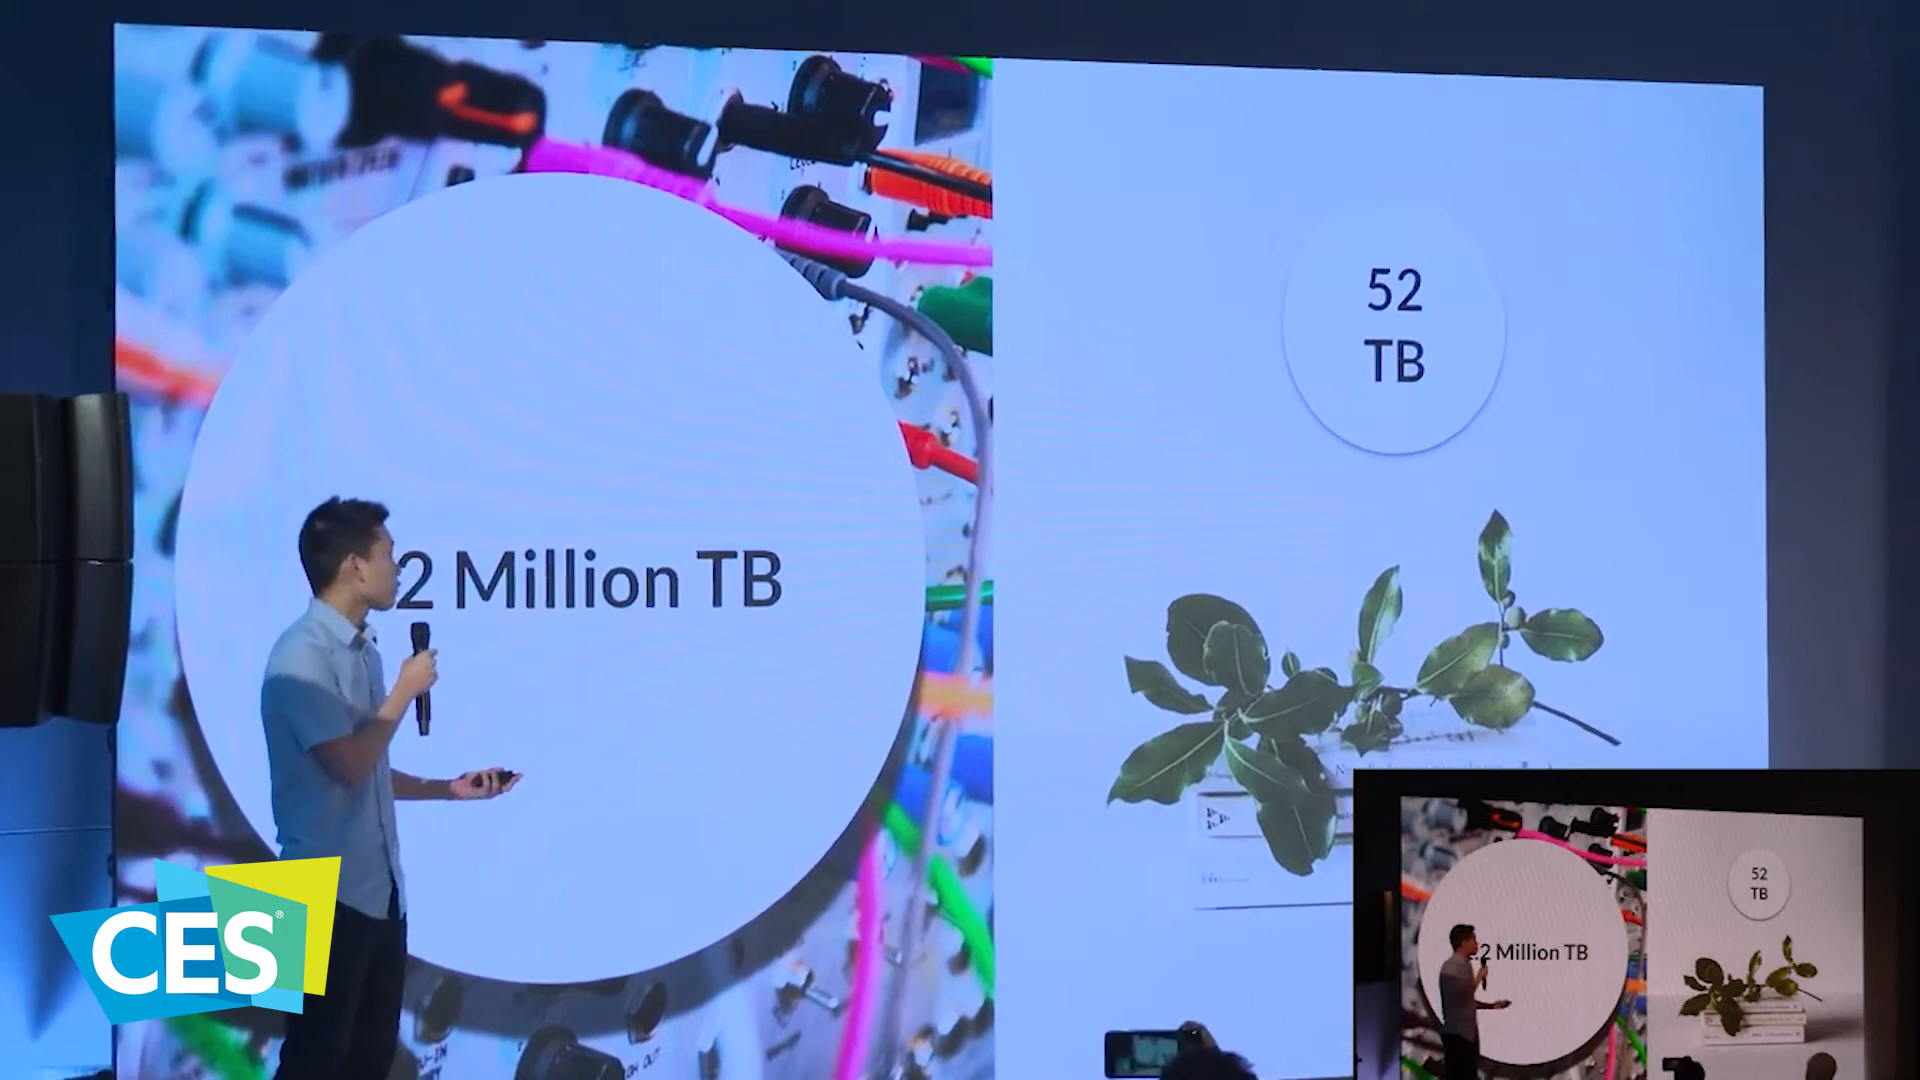 2 Million TB
52
TB
CES®
.2 Million TB
52
TB